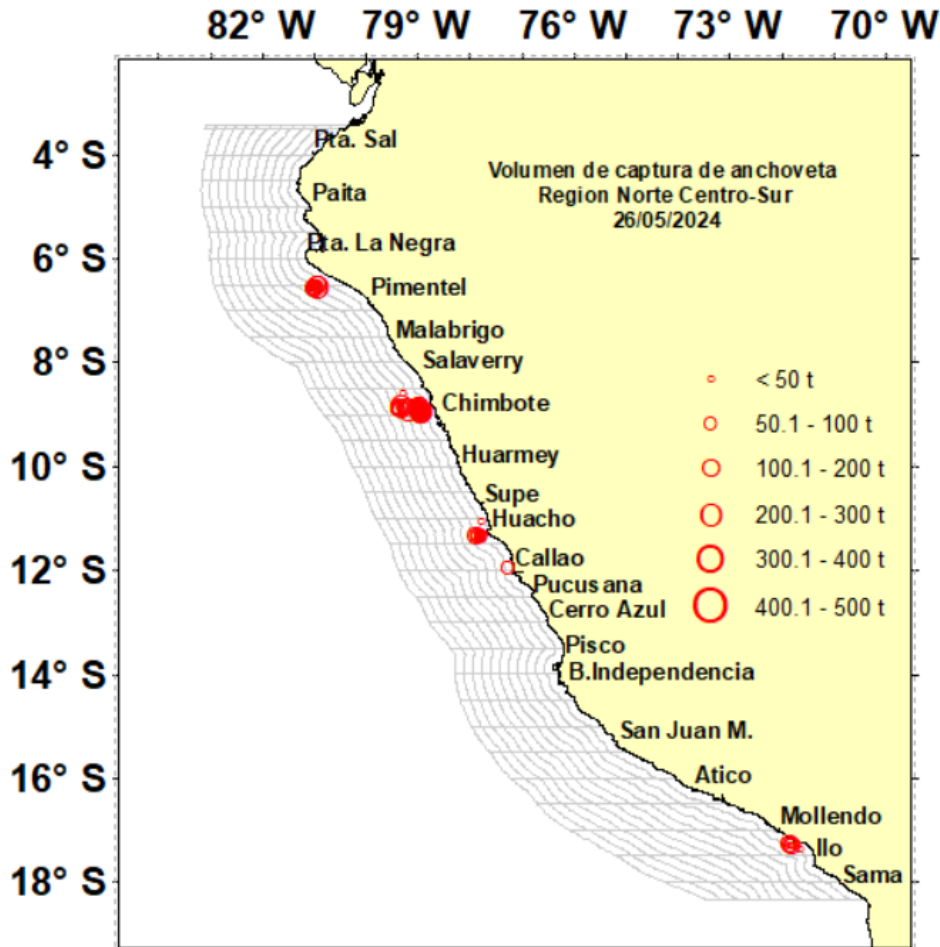 82° W 79° W 76° W 73° W 70° W
4° S
6° S
8° S
10° S
12° S
14° S
16° S
18° S
Volumen de captura de anchoveta
Region Norte Centro-Sur
26/05/2024
Pta. Sal
Paita
Pta. La Negra
Pimentel
Malabrigo
Salaverry
Chimbote
Huarmey
Supe
Huacho
Callao
Pucusana
Cerro Azul
Pisco
B.Independencia
San Juan M.
Atico
Mollendo
Ilo
Sama
< 50 t
50.1 - 100 t
100.1 - 200 t
200.1 - 300 t
300.1 - 400 t
400.1 - 500 t